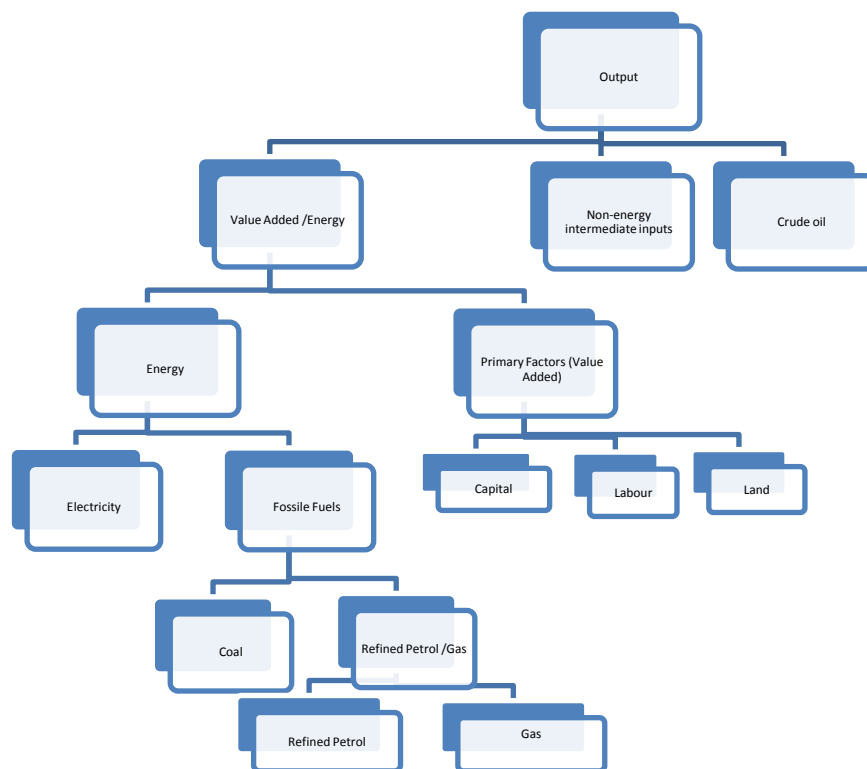 Output
Value Added /Energy
Non-energy
intermediate inputs
Crude oil
Energy
Primary Factors (Value
Added)
Electricity
Fossile Fuels
Capital
Labour
Land
Coal
Refined Petrol /Gas
Refined Petrol
Gas